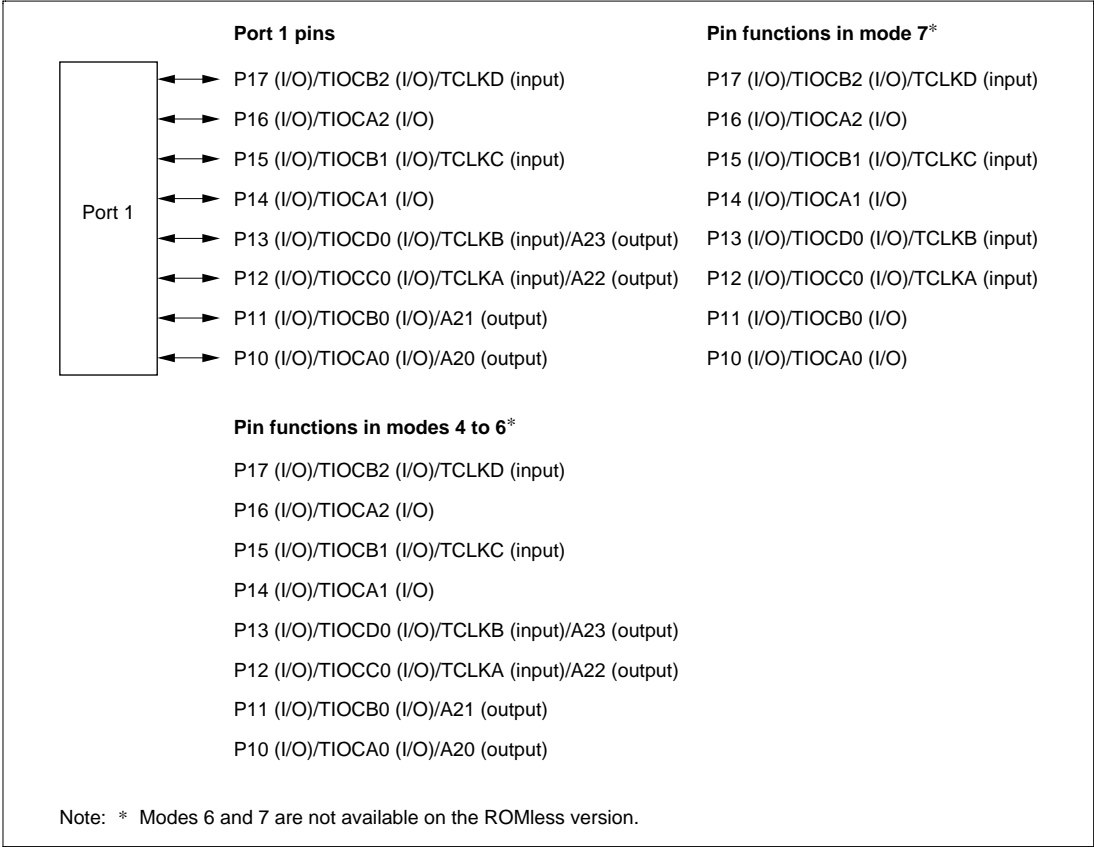 Port 1 pins
Pin functions in mode 7*
Port 1
P17 (I/O)/TIOCB2 (I/O)/TCLKD (input)
P16 (I/O)/TIOCA2 (I/O)
P15 (I/O)/TIOCB1 (I/O)/TCLKC (input)
P14 (I/O)/TIOCA1 (I/O)
P13 (I/O)/TIOCD0 (I/O)/TCLKB (input)/A23 (output)
P12 (I/O)/TIOCC0 (I/O)/TCLKA (input)/A22 (output)
P11 (I/O)/TIOCB0 (I/O)/A21 (output)
P10 (I/O)/TIOCA0 (I/O)/A20 (output)
P17 (I/O)/TIOCB2 (I/O)/TCLKD (input)
P16 (I/O)/TIOCA2 (I/O)
P15 (I/O)/TIOCB1 (I/O)/TCLKC (input)
P14 (I/O)/TIOCA1 (I/O)
P13 (I/O)/TIOCD0 (I/O)/TCLKB (input)
P12 (I/O)/TIOCC0 (I/O)/TCLKA (input)
P11 (I/O)/TIOCB0 (I/O)
P10 (I/O)/TIOCA0 (I/O)
Pin functions in modes 4 to 6*
P17 (I/O)/TIOCB2 (I/O)/TCLKD (input)
P16 (I/O)/TIOCA2 (I/O)
P15 (I/O)/TIOCB1 (I/O)/TCLKC (input)
P14 (I/O)/TIOCA1 (I/O)
P13 (I/O)/TIOCD0 (I/O)/TCLKB (input)/A23 (output)
P12 (I/O)/TIOCC0 (I/O)/TCLKA (input)/A22 (output)
P11 (I/O)/TIOCB0 (I/O)/A21 (output)
P10 (I/O)/TIOCA0 (I/O)/A20 (output)
Note: * Modes 6 and 7 are not available on the ROMless version.